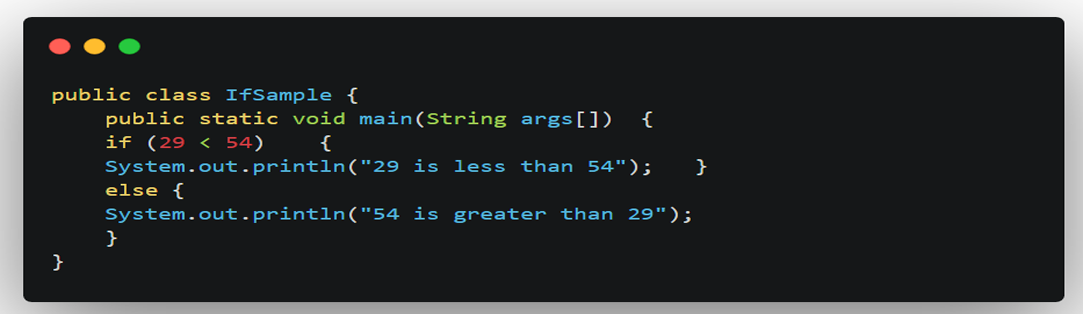 public class IfSample {
    public static void main(String args[])  {
    if (29 < 54)    {
    System.out.println("29 is less than 54");   }
    else {
    System.out.println("54 is greater than 29");
    }
}